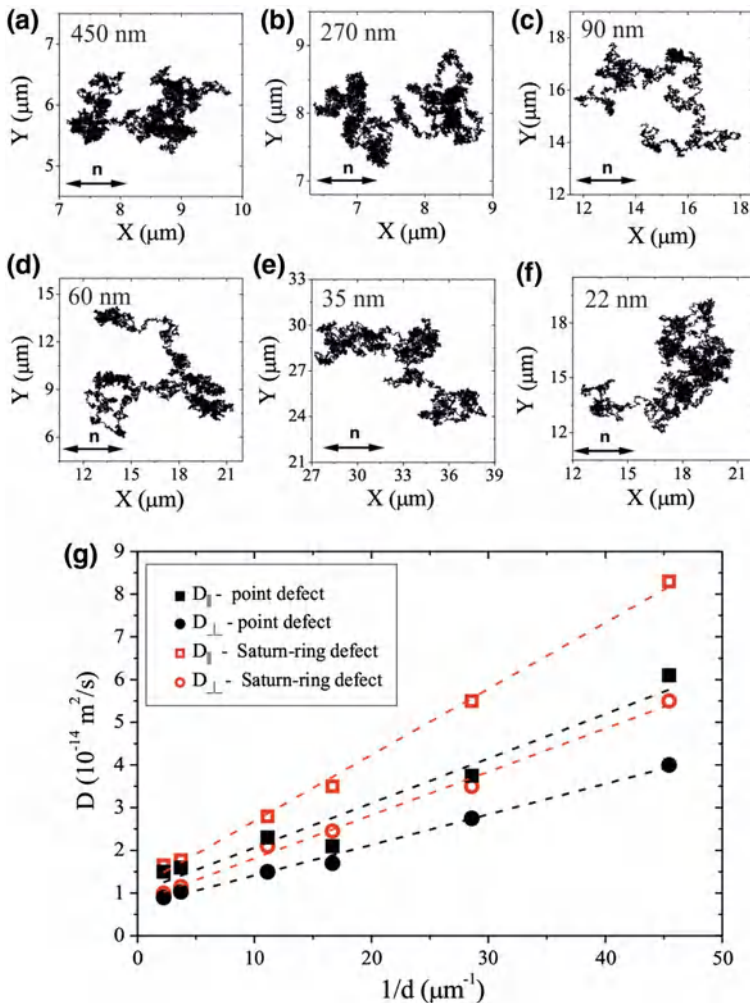 (a) 450 nm
7
6
5
Y (μm)
n
7 8 9 10
X (μm)
(b) 270 nm
9
8
7
Y (μm)
n
7 8 9
X (μm)
(c) 90 nm
18
16
14
12
Y(μm)
n
12 14 16 18
X (μm)
(d) 60 nm
15
12
9
6
Y (μm)
n
12 15 18 21
X (μm)
(e) 35 nm
33
30
27
24
21
Y (μm)
n
27 30 33 36 39
X (μm)
(f) 22 nm
18
15
12
Y (μm)
n
12 15 18 21
X (μm)
(g)
D∥ - point defect
D⊥ - point defect
D∥ - Saturn-ring defect
D⊥ - Saturn-ring defect
9
8
7
6
5
4
3
2
1
0
D (10⁻¹⁴ m²/s)
0 10 20 30 40 50
1/d (μm⁻¹)